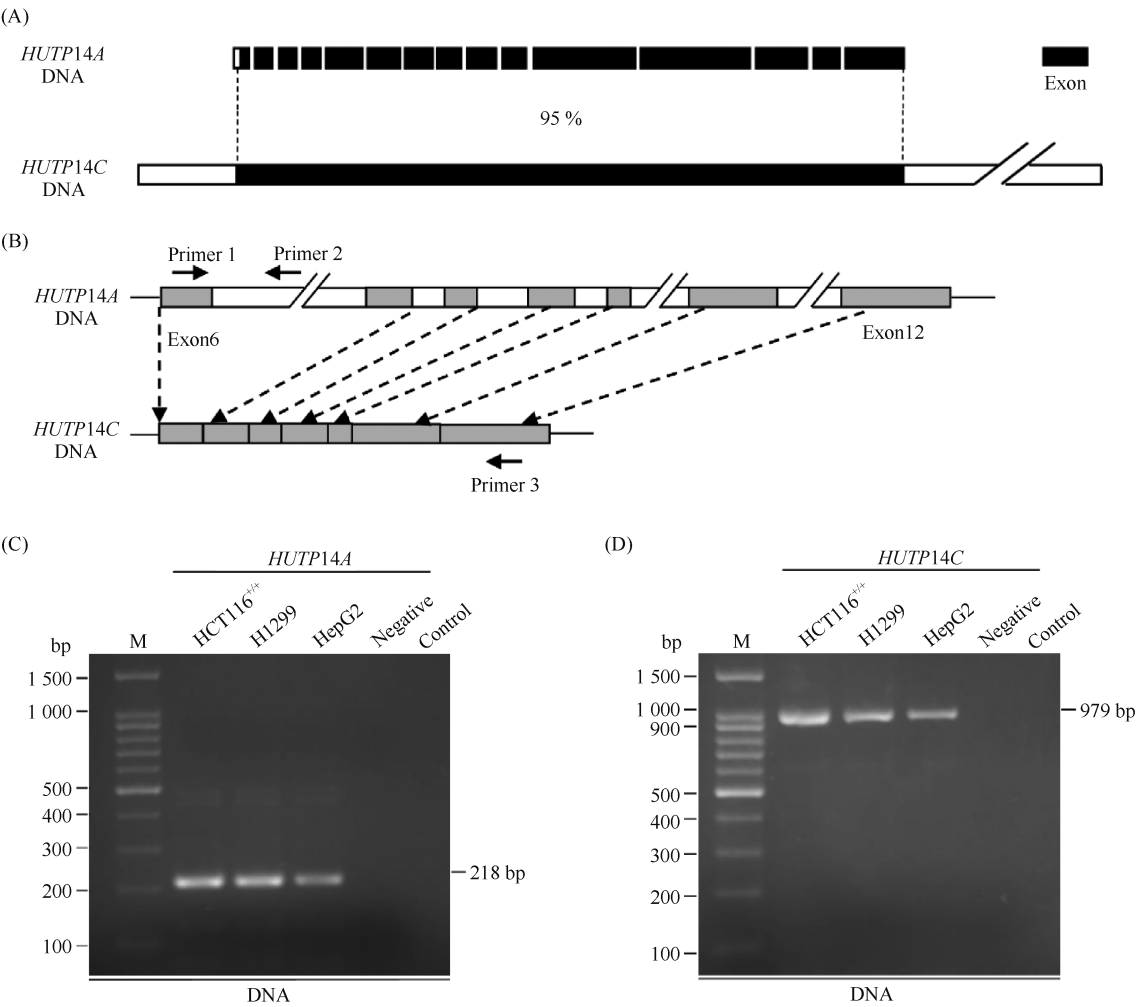 (A)
HUTP14A
DNA
Exon
95 %
HUTP14C
DNA
(B)
Primer 1
Primer 2
HUTP14A
DNA
Exon6
Exon12
HUTP14C
DNA
Primer 3
(C)
HUTP14A
bp
M
HCT116+/+
H1299
HepG2
Negative
Control
1 500
1 000
500
400
300
200
100
218 bp
DNA
(D)
HUTP14C
bp
M
HCT116+/+
H1299
HepG2
Negative
Control
1 500
1 000
900
500
400
300
200
100
979 bp
DNA